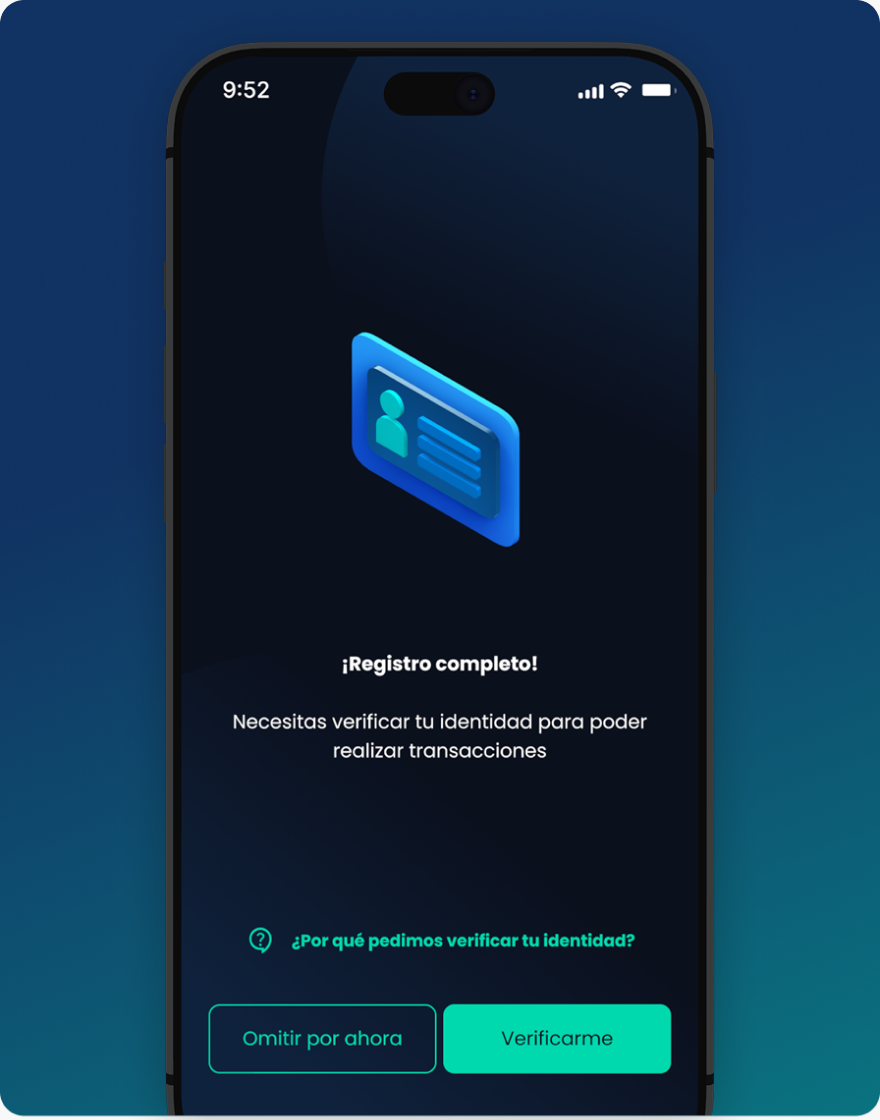 9:52
¡Registro completo!
Necesitas verificar tu identidad para poder
realizar transacciones
¿Por qué pedimos verificar tu identidad?
Omitir por ahora
Verificarme